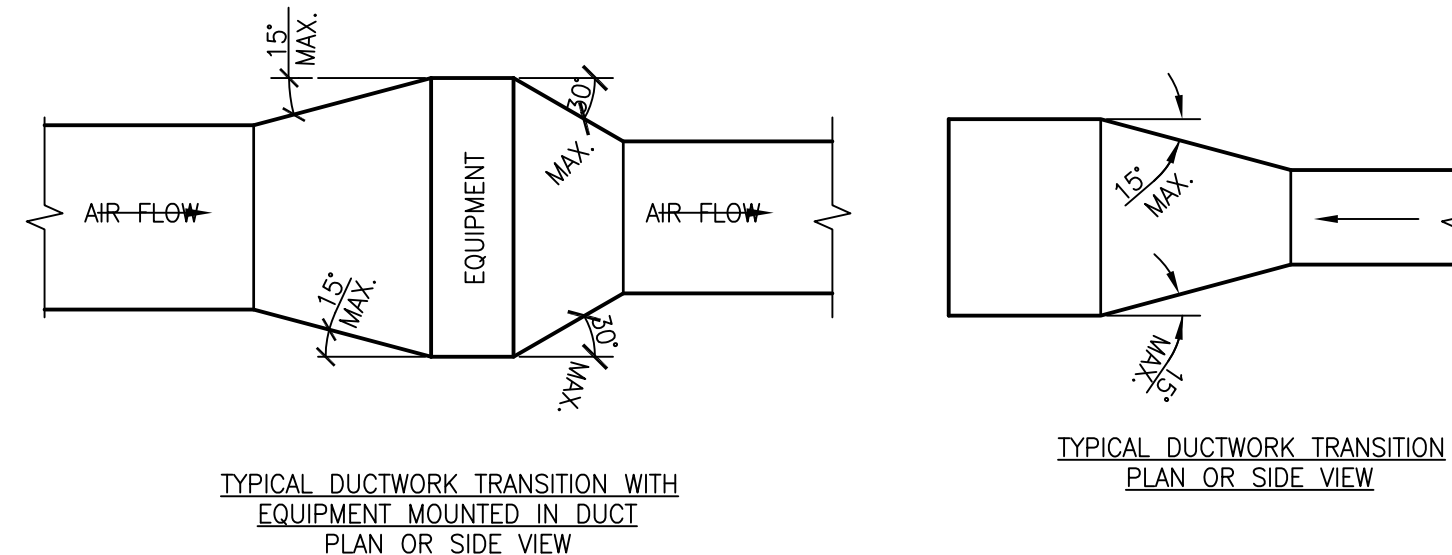 15°
MAX.
30°
MAX.
AIR FLOW
EQUIPMENT
AIR FLOW
15°
MAX.
30°
MAX.
TYPICAL DUCTWORK TRANSITION WITH
EQUIPMENT MOUNTED IN DUCT
PLAN OR SIDE VIEW
15°
MAX.
15°
MAX.
TYPICAL DUCTWORK TRANSITION
PLAN OR SIDE VIEW